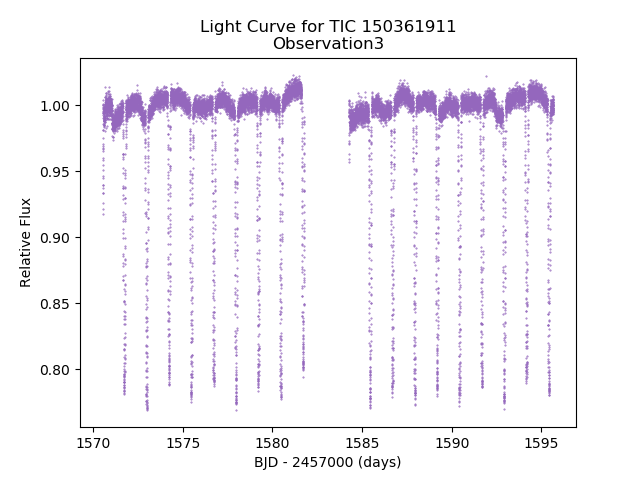 Light Curve for TIC 150361911
Observation3
1.00
0.95
0.90
0.85
0.80
Relative Flux
1570
1575
1580
1585
1590
1595
BJD - 2457000 (days)